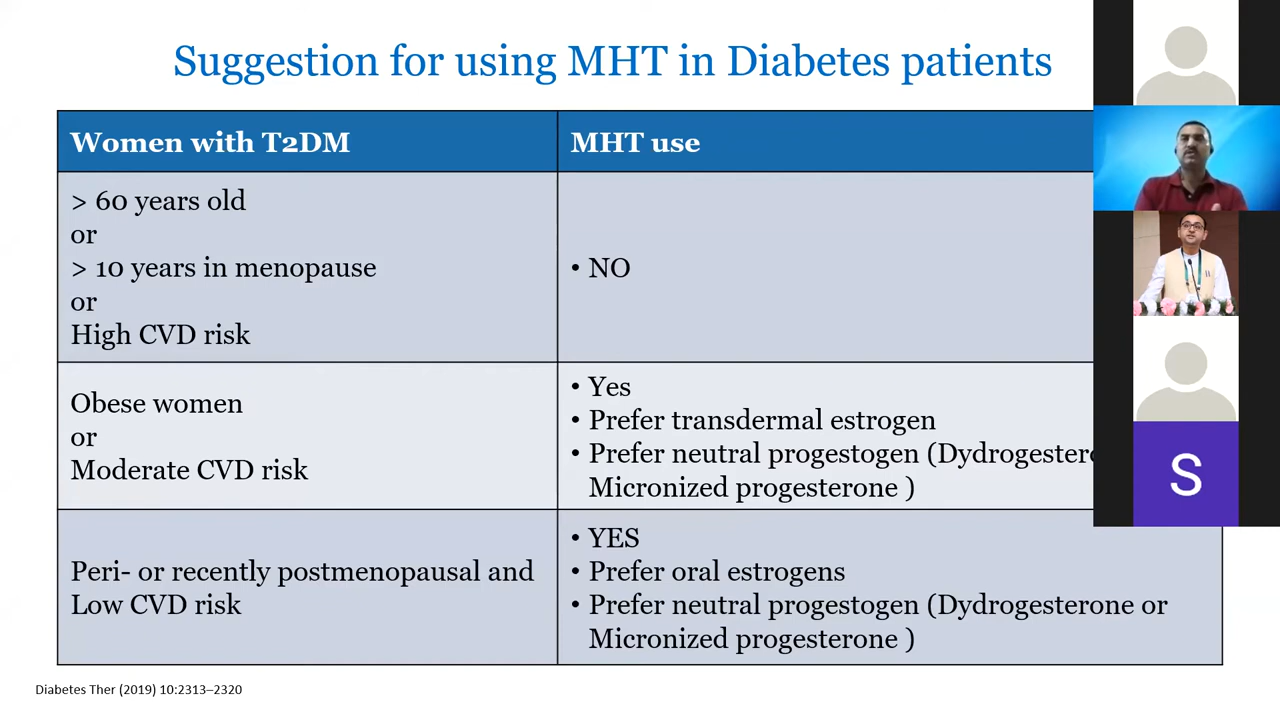 Suggestion for using MHT in Diabetes patients
Women with T2DM
MHT use
> 60 years old
or
> 10 years in menopause
or
High CVD risk
• NO
Obese women
or
Moderate CVD risk
• Yes
• Prefer transdermal estrogen
• Prefer neutral progestogen
Micronized progesterone )
Peri- or recently postmenopausal and
Low CVD risk
• YES
• Prefer oral estrogens
• Prefer neutral progestogen (Dydrogesterone or
Micronized progesterone )
Diabetes Ther (2019) 10:2313–2320
S